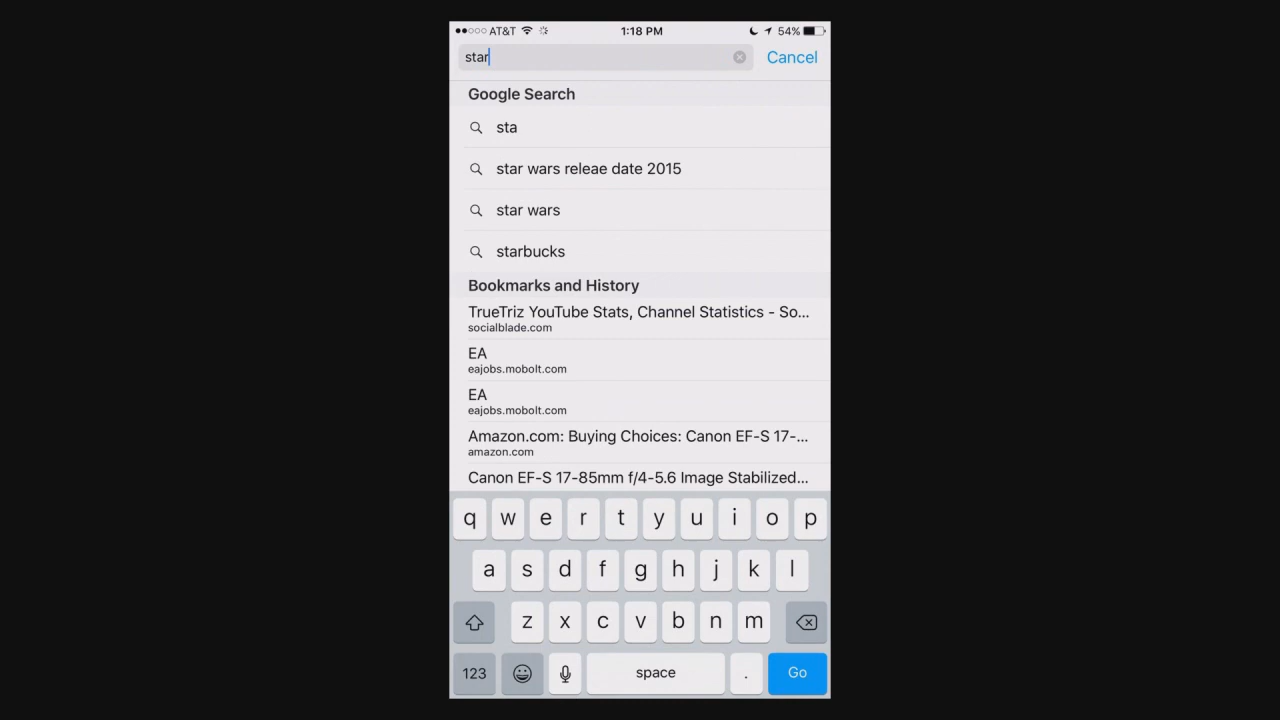 AT&T 1:18 PM 54%
star Cancel
Google Search
sta
star wars releae date 2015
star wars
starbucks
Bookmarks and History
TrueTriz YouTube Stats, Channel Statistics - So...
socialblade.com
EA
eajobs.mobolt.com
EA
eajobs.mobolt.com
Amazon.com: Buying Choices: Canon EF-S 17-...
amazon.com
Canon EF-S 17-85mm f/4-5.6 Image Stabilized...
q w e r t y u i o p
a s d f g h j k l
z x c v b n m
123 space . Go